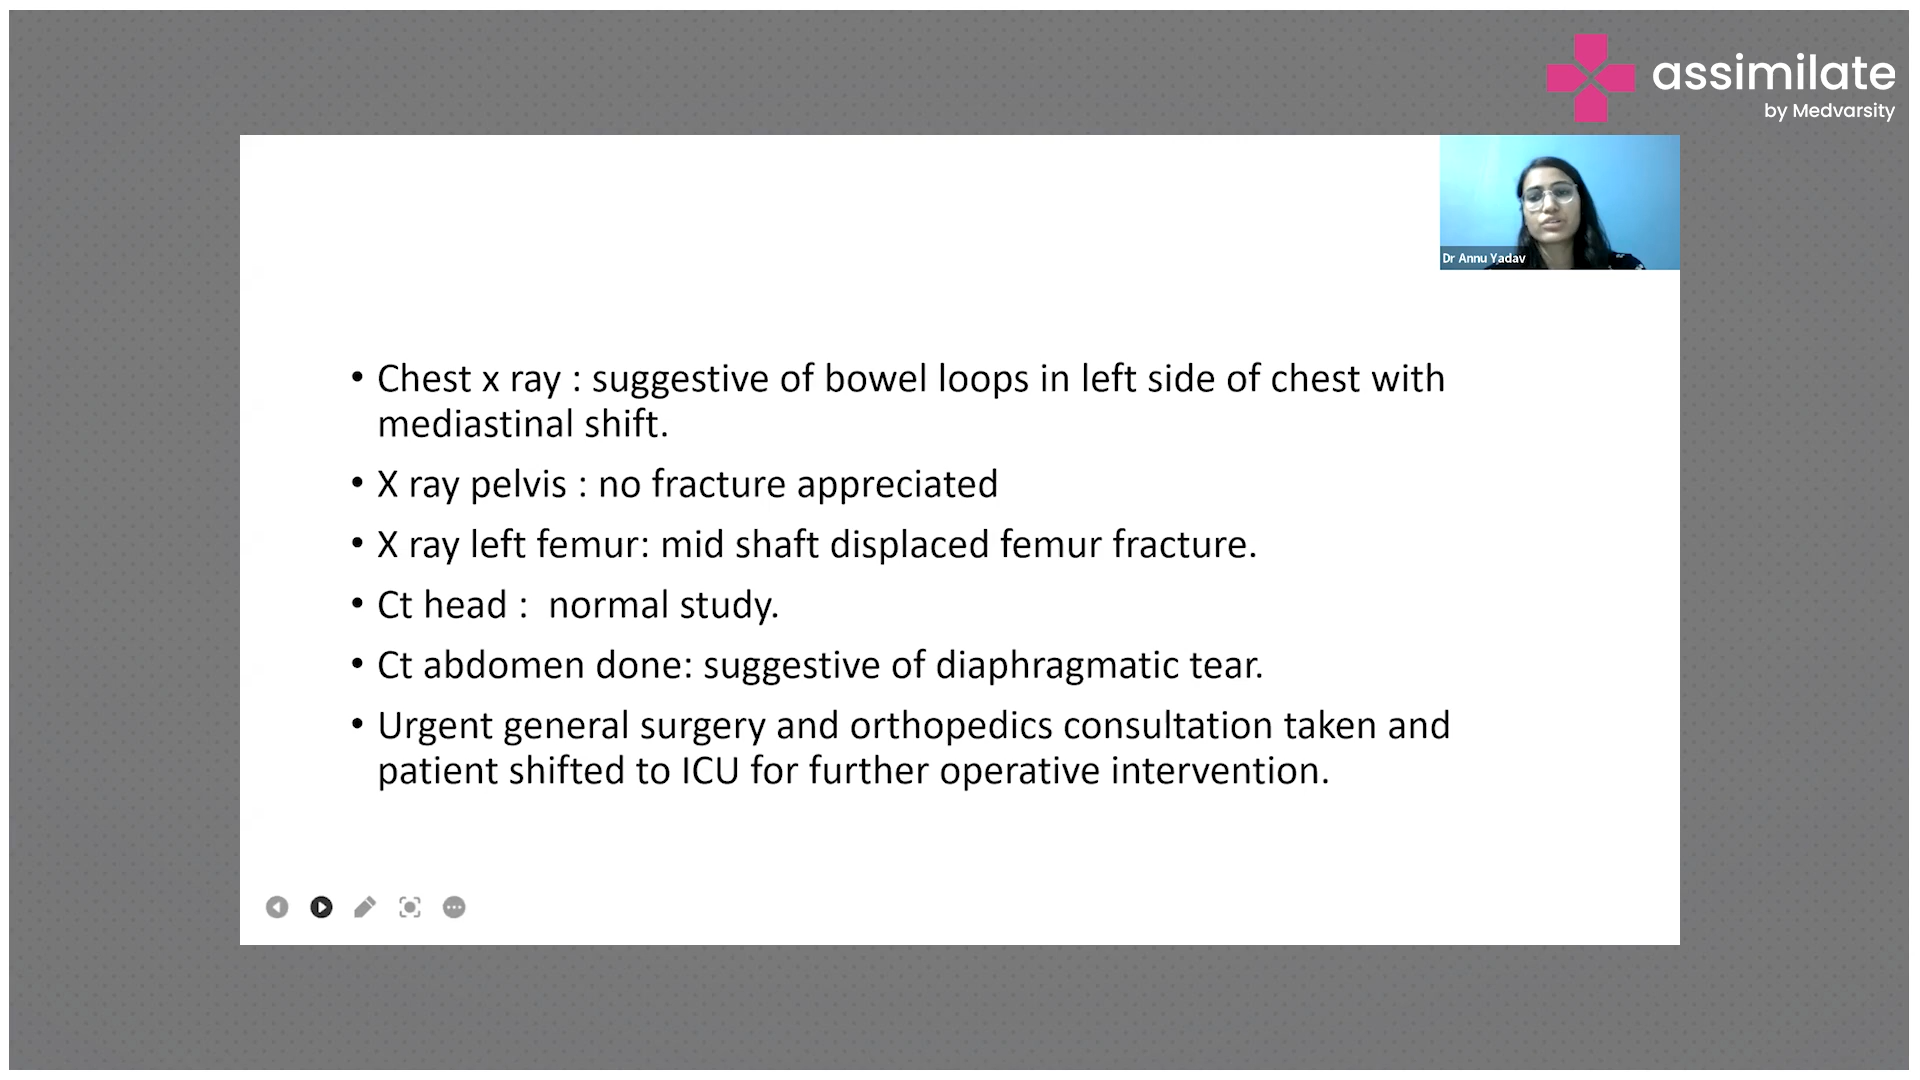 assimilate
by Medvarsity
Dr Annu Yadav
• Chest x ray : suggestive of bowel loops in left side of chest with
mediastinal shift.
• X ray pelvis : no fracture appreciated
• X ray left femur: mid shaft displaced femur fracture.
• Ct head :  normal study.
• Ct abdomen done: suggestive of diaphragmatic tear.
• Urgent general surgery and orthopedics consultation taken and
patient shifted to ICU for further operative intervention.